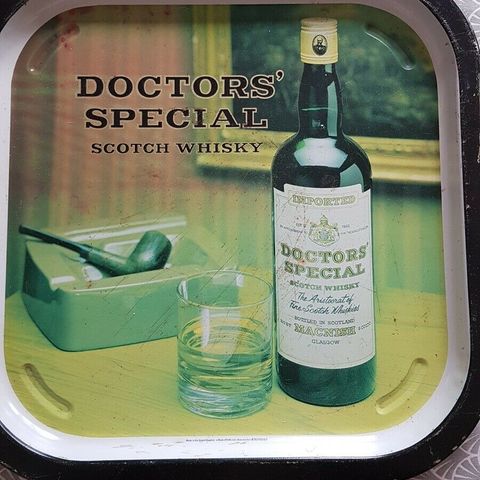 DOCTORS'
SPECIAL
SCOTCH WHISKY
IMPORTED
DOCTORS'
SPECIAL
SCOTCH WHISKY
The Aristocrat of
Fine Scotch Whiskies
BOTTLED IN SCOTLAND
MACNISH
GLASGOW